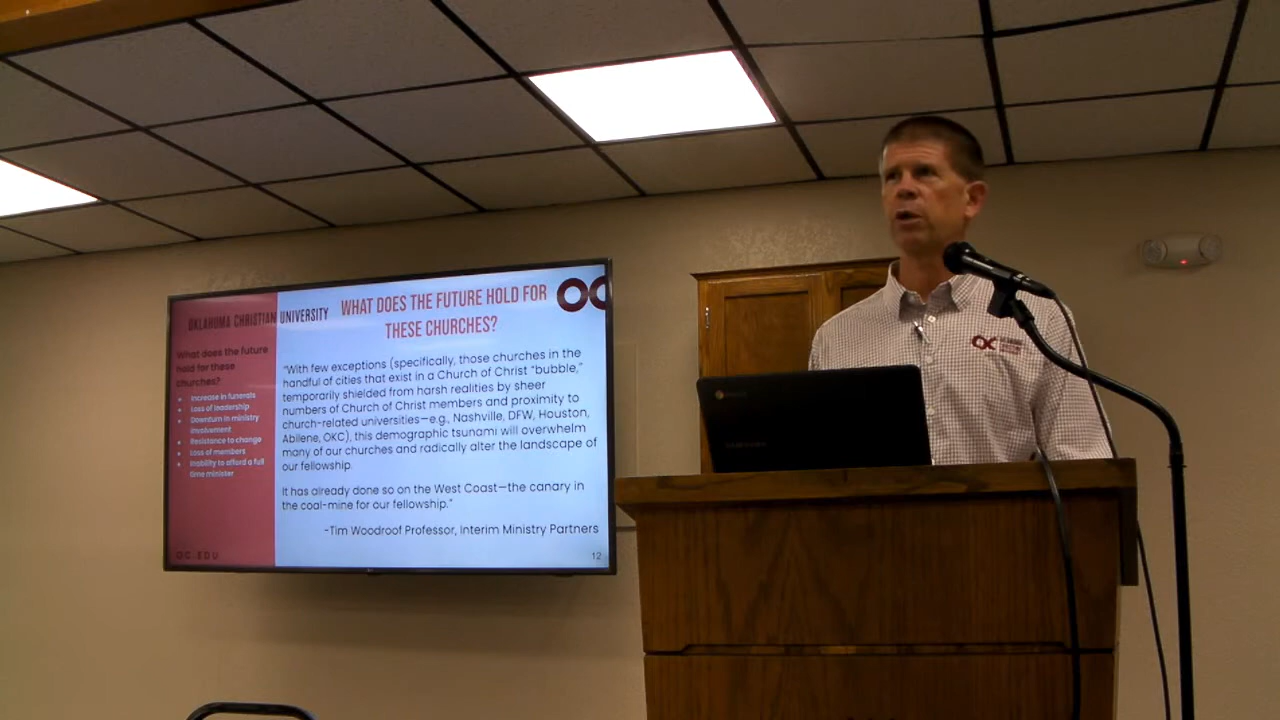 OKLAHOMA CHRISTIAN UNIVERSITY
WHAT DOES THE FUTURE HOLD FOR
THESE CHURCHES?
OC
What does the future
hold for these
churches?
Increase in funerals
Loss of leadership
Downturn in ministry
involvement
Resistance to change
Loss of members
Inability to afford a full
time minister
"With few exceptions (specifically, those churches in the
handful of cities that exist in a Church of Christ "bubble,"
temporarily shielded from harsh realities by sheer
numbers of Church of Christ members and proximity to
church-related universities—e.g., Nashville, DFW, Houston,
Abilene, OKC), this demographic tsunami will overwhelm
many of our churches and radically alter the landscape of
our fellowship.
It has already done so on the West Coast—the canary in
the coal-mine for our fellowship."
-Tim Woodroof Professor, Interim Ministry Partners
OC.EDU
12
OC